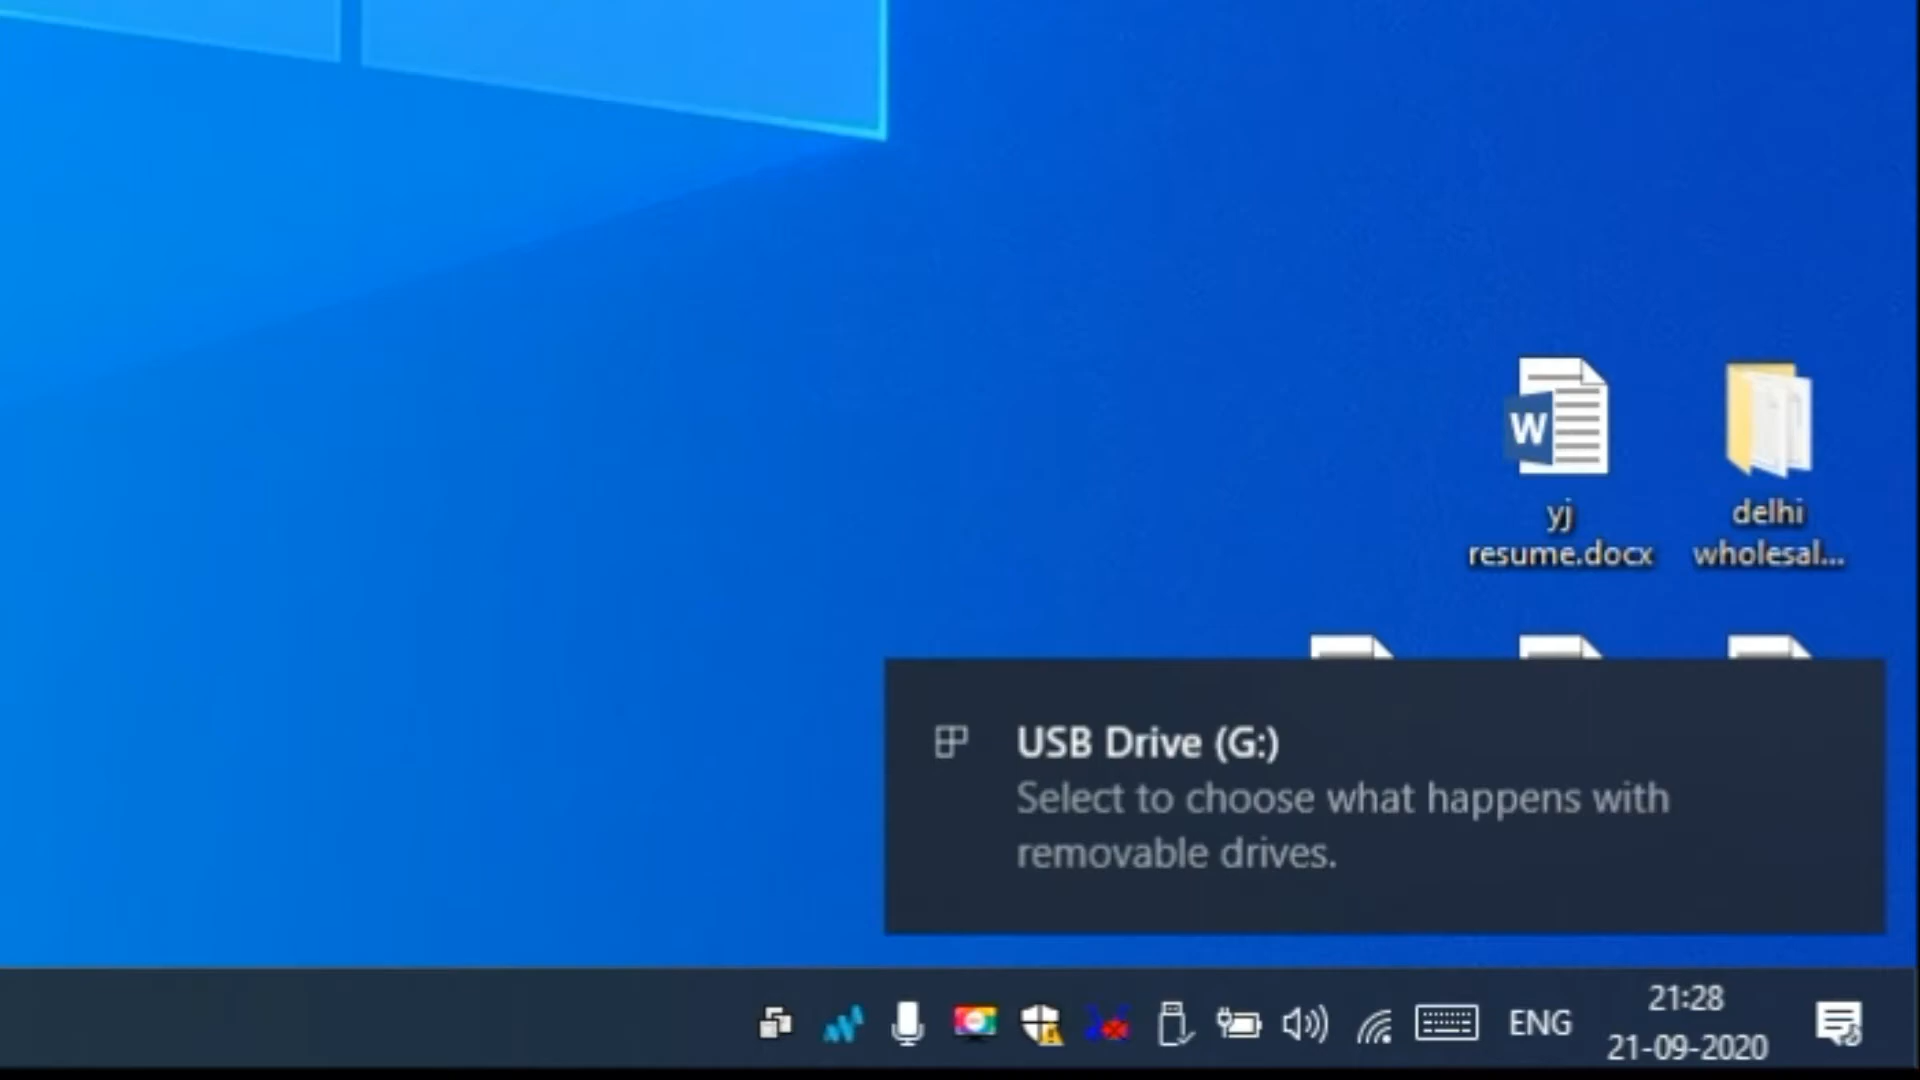 W
yj
resume.docx
delhi
wholesal...
USB Drive (G:)
Select to choose what happens with
removable drives.
ENG
21:28
21-09-2020